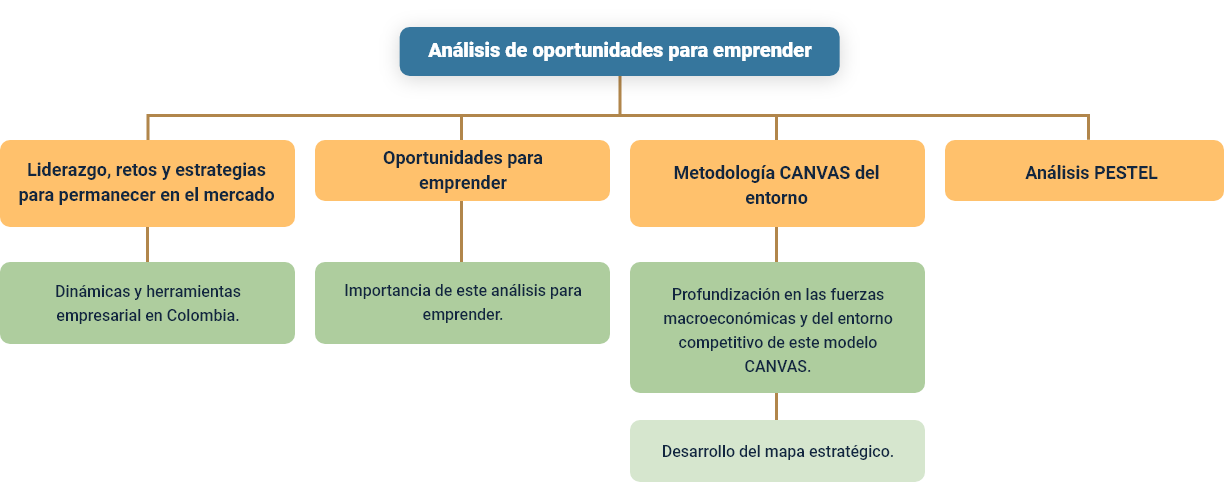 Análisis de oportunidades para emprender
Liderazgo, retos y estrategias
para permanecer en el mercado
Oportunidades para
emprender
Metodología CANVAS del
entorno
Análisis PESTEL
Dinámicas y herramientas
empresarial en Colombia.
Importancia de este análisis para
emprender.
Profundización en las fuerzas
macroeconómicas y del entorno
competitivo de este modelo
CANVAS.
Desarrollo del mapa estratégico.